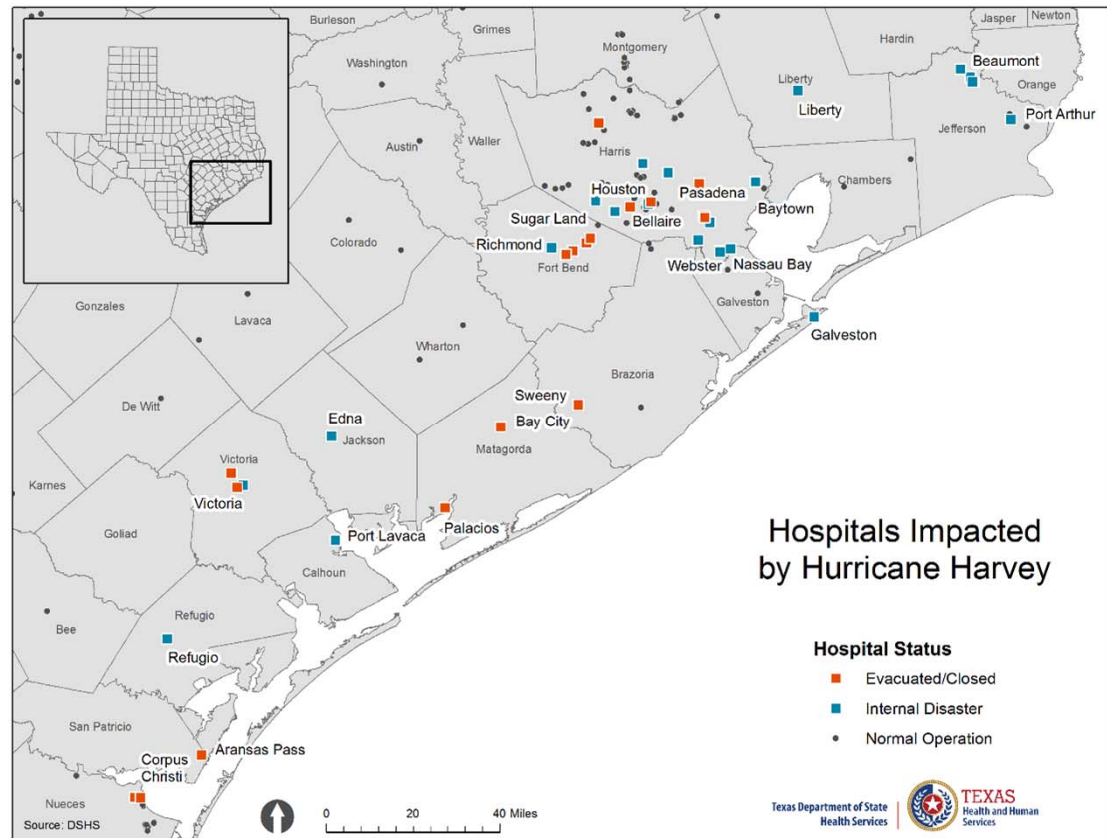 Burleson
Grimes
Montgomery
Hardin
Jasper
Newton
Washington
Liberty
Liberty
Beaumont
Orange
Port Arthur
Jefferson
Waller
Austin
Harris
Chambers
Houston
Pasadena
Baytown
Sugar Land
Bellaire
Richmond
Fort Bend
Webster
Nassau Bay
Colorado
Galveston
Galveston
Gonzales
Lavaca
Wharton
Brazoria
De Witt
Sweeny
Bay City
Edna
Jackson
Matagorda
Victoria
Victoria
Karnes
Goliad
Palacios
Port Lavaca
Calhoun
Refugio
Refugio
Bee
San Patricio
Aransas Pass
Corpus
Christi
Nueces
Source: DSHS
0
20
40 Miles
Hospitals Impacted
by Hurricane Harvey
Hospital Status
Evacuated/Closed
Internal Disaster
Normal Operation
Texas Department of State
Health Services
TEXAS
Health and Human
Services